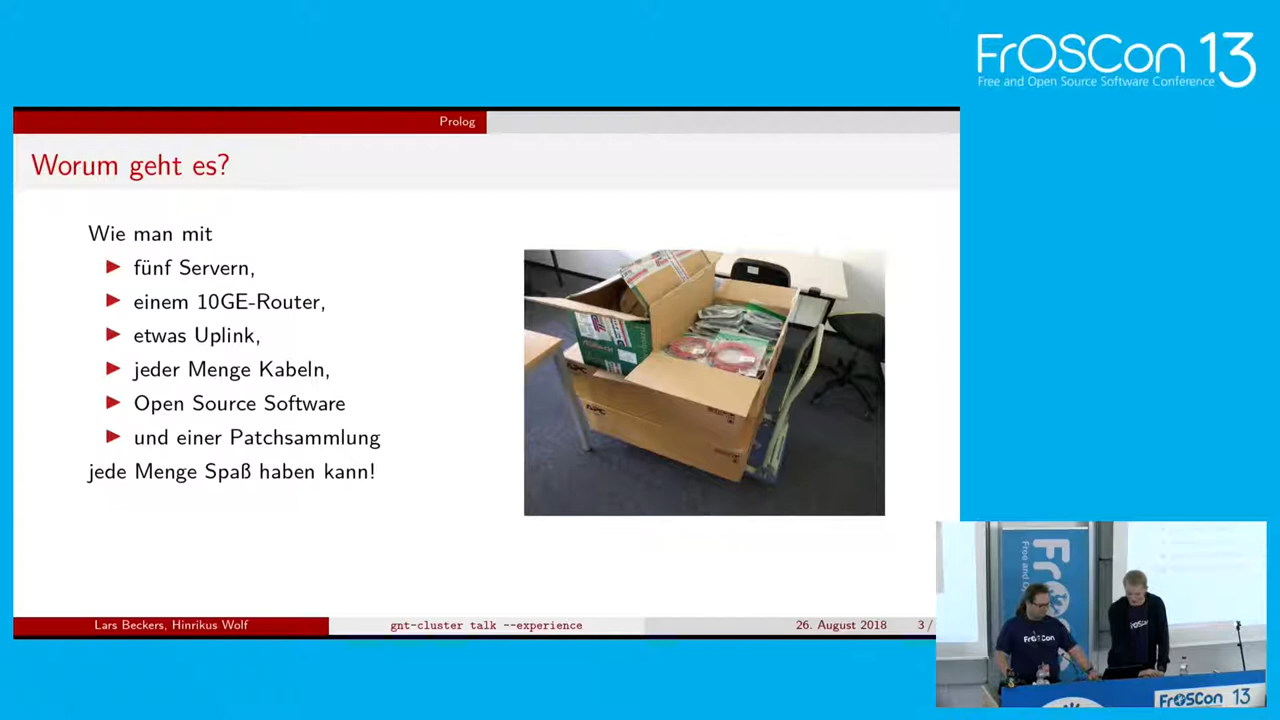 FrOSCon 13
Free and Open Source Software Conference
Prolog
Worum geht es?
Wie man mit
fünf Servern,
einem 10GE-Router,
etwas Uplink,
jeder Menge Kabeln,
Open Source Software
und einer Patchsammlung
jede Menge Spaß haben kann!
APC
APC
Lars Beckers, Hinrikus Wolf
gnt-cluster talk --experience
26. August 2018
3 /
FrOSCon
FrOSCon 13